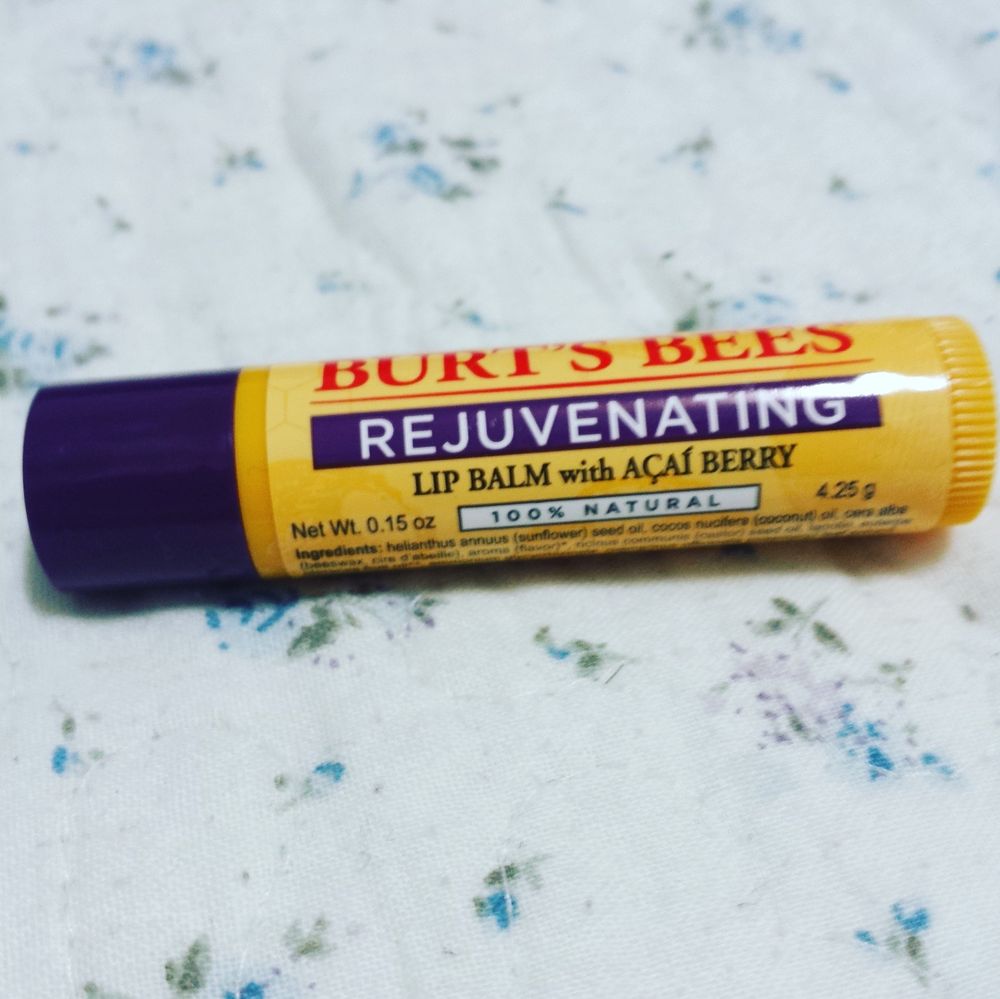 BURT'S BEES
REJUVENATING
LIP BALM with AÇAÍ BERRY
Net Wt. 0.15 oz 100% NATURAL 4.25 g
Ingredients: helianthus annuus (sunflower) seed oil, cocos nucifera (coconut) oil, cera alba
(beeswax, cire d'abeille), aroma (flavor)*, ricinus communis (castor) seed oil, lanolin,